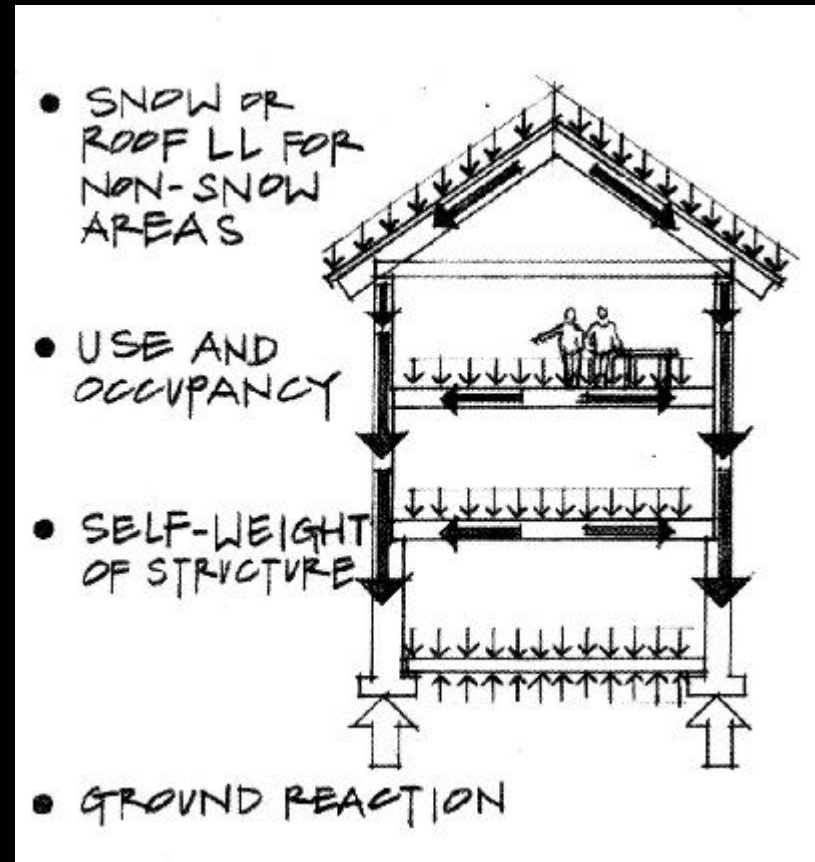 • SNOW OR
ROOF LL FOR
NON-SNOW
AREAS
• USE AND
OCCUPANCY
• SELF-WEIGHT
OF STRUCTURE
• GROUND REACTION